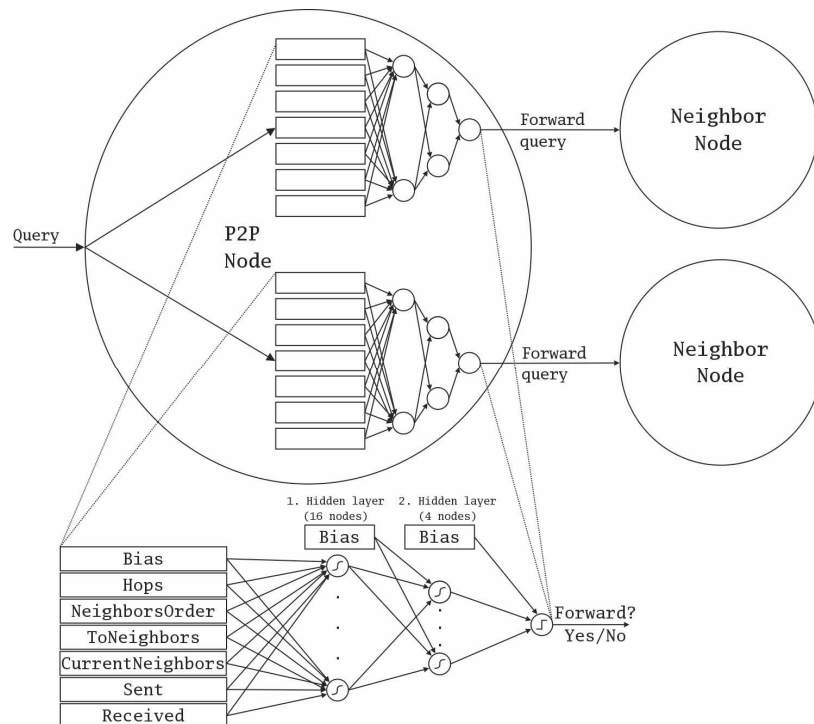 Forward
query
Neighbor
Node
Query
P2P
Node
Forward
query
Neighbor
Node
1. Hidden layer
(16 nodes)
2. Hidden layer
(4 nodes)
Bias
Bias
Bias
Hops
NeighborsOrder
ToNeighbors
CurrentNeighbors
Sent
Received
Forward?
Yes/No